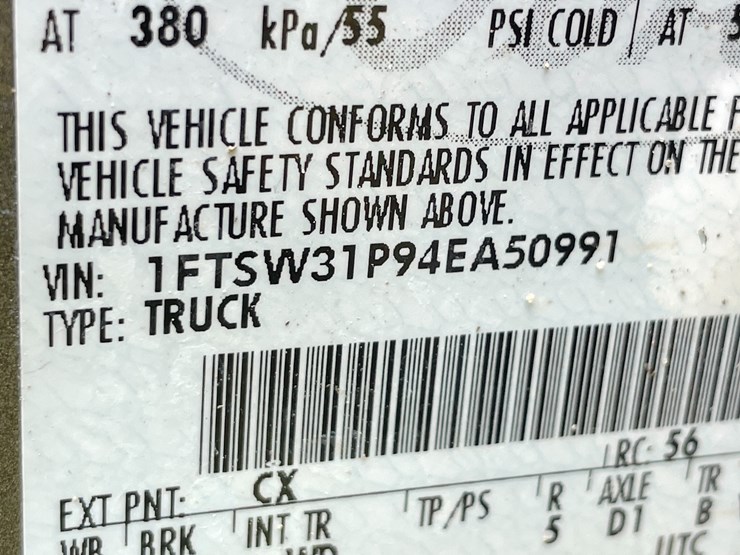 AT 380 kPa/55 PSI COLD AT
THIS VEHICLE CONFORMS TO ALL APPLICABLE
VEHICLE SAFETY STANDARDS IN EFFECT ON THE
MANUFACTURE SHOWN ABOVE.
VIN: 1FTSW31P94EA50991
TYPE: TRUCK
RC: 56
EXT PNT: CX TP/PS R AXLE TR
WB BRK INT TR 5 D1 B